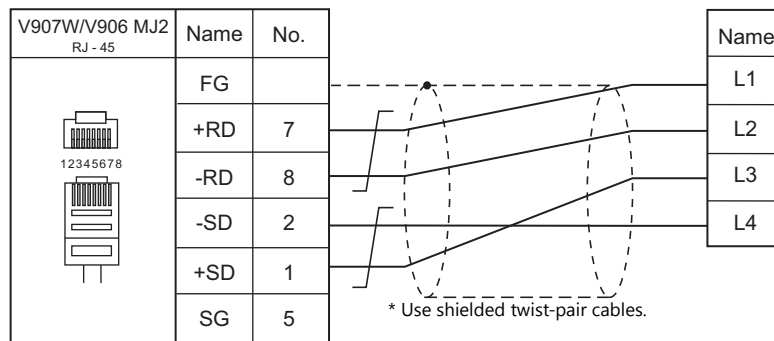 V907W/V906 MJ2 Name No. Name
RJ - 45
FG L1
+RD 7 L2
12345678
-RD 8 L3
-SD 2 L4
+SD 1
SG 5
* Use shielded twist-pair cables.